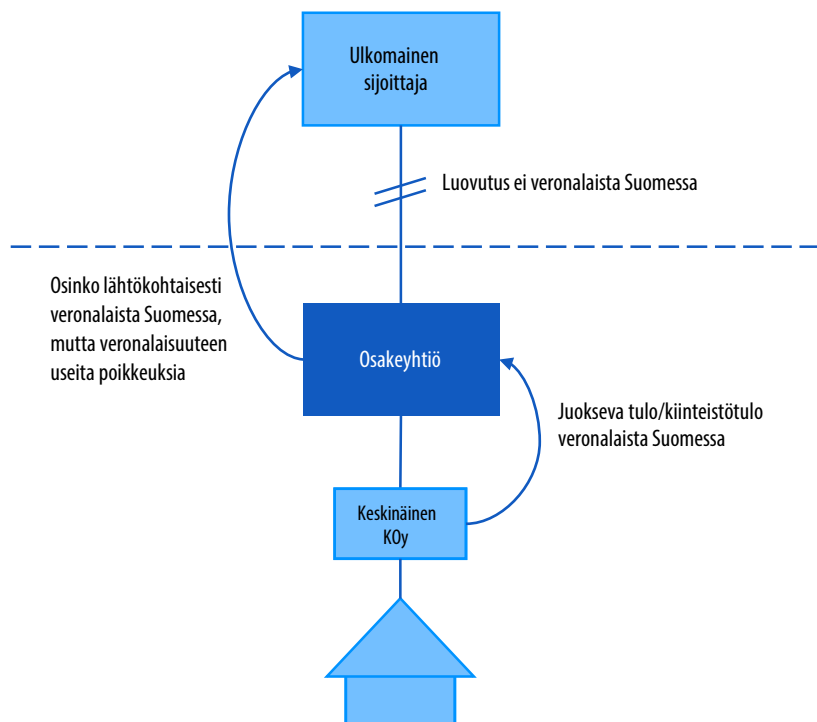 Ulkomainen
sijoittaja
Luovutus ei veronalaista Suomessa
Osinko lähtökohtaisesti
veronalaista Suomessa,
mutta veronalaisuuteen
useita poikkeuksia
Osakeyhtiö
Juokseva tulo/kiinteistötulo
veronalaista Suomessa
Keskinäinen
KOy